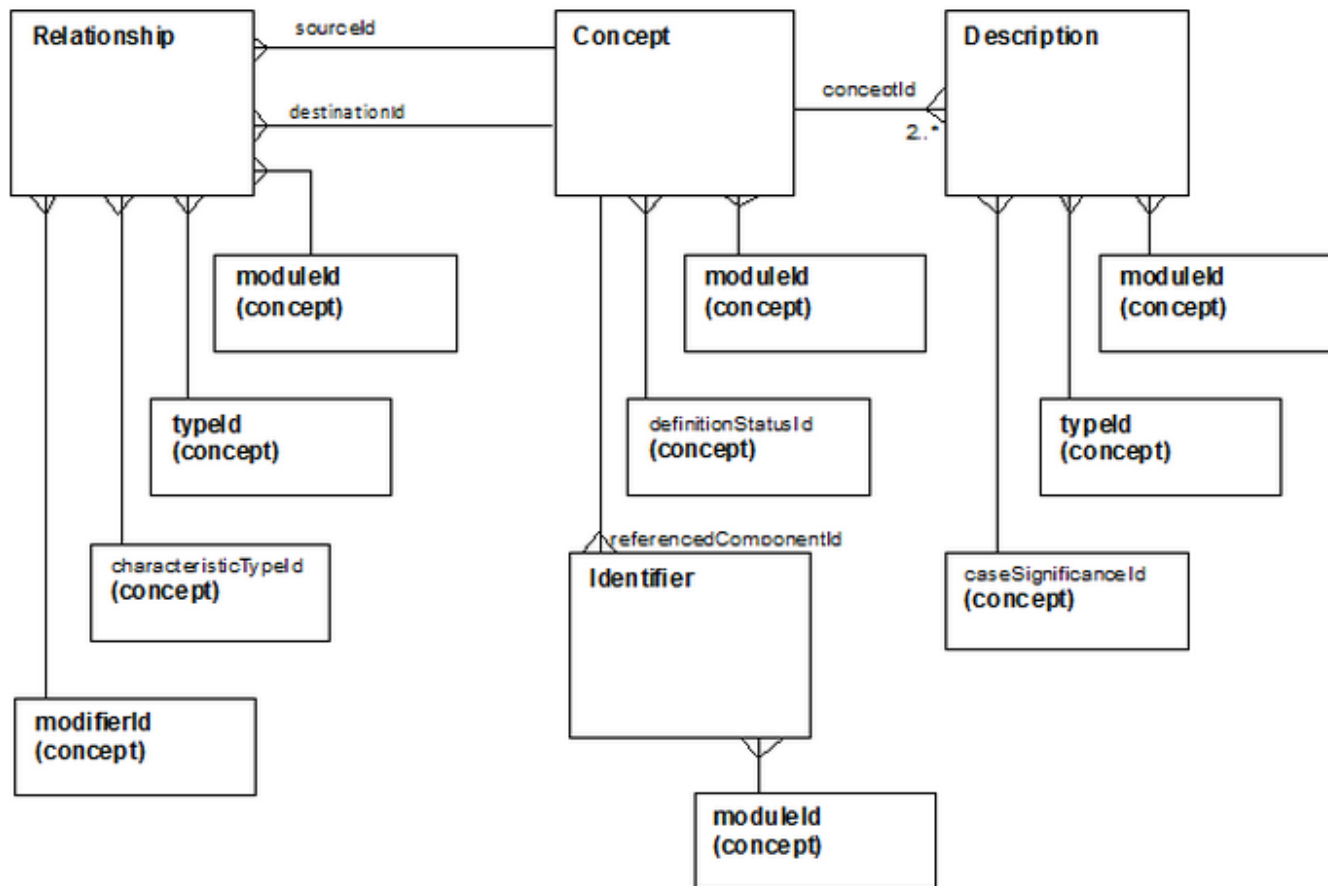 Relationship
sourceId
Concept
Description
conceptId
destinationId
2..*
moduleId
(concept)
moduleId
(concept)
moduleId
(concept)
typeId
(concept)
definitionStatusId
(concept)
typeId
(concept)
referencedComponentId
characteristicTypeId
(concept)
Identifier
caseSignificanceId
(concept)
modifierId
(concept)
moduleId
(concept)